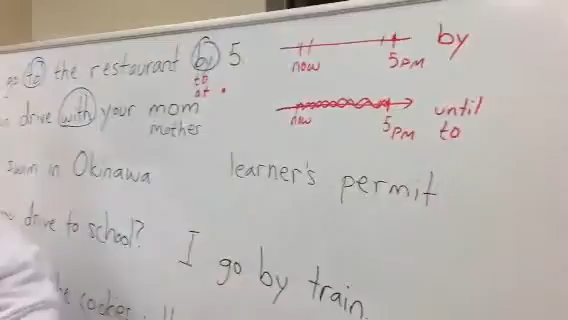 go to the restaurant by 5
to
at
drive with your mom
mother
swim in Okinawa
drive to school?
I go by train.
learner's permit
now 5pm by
now 5pm until
to